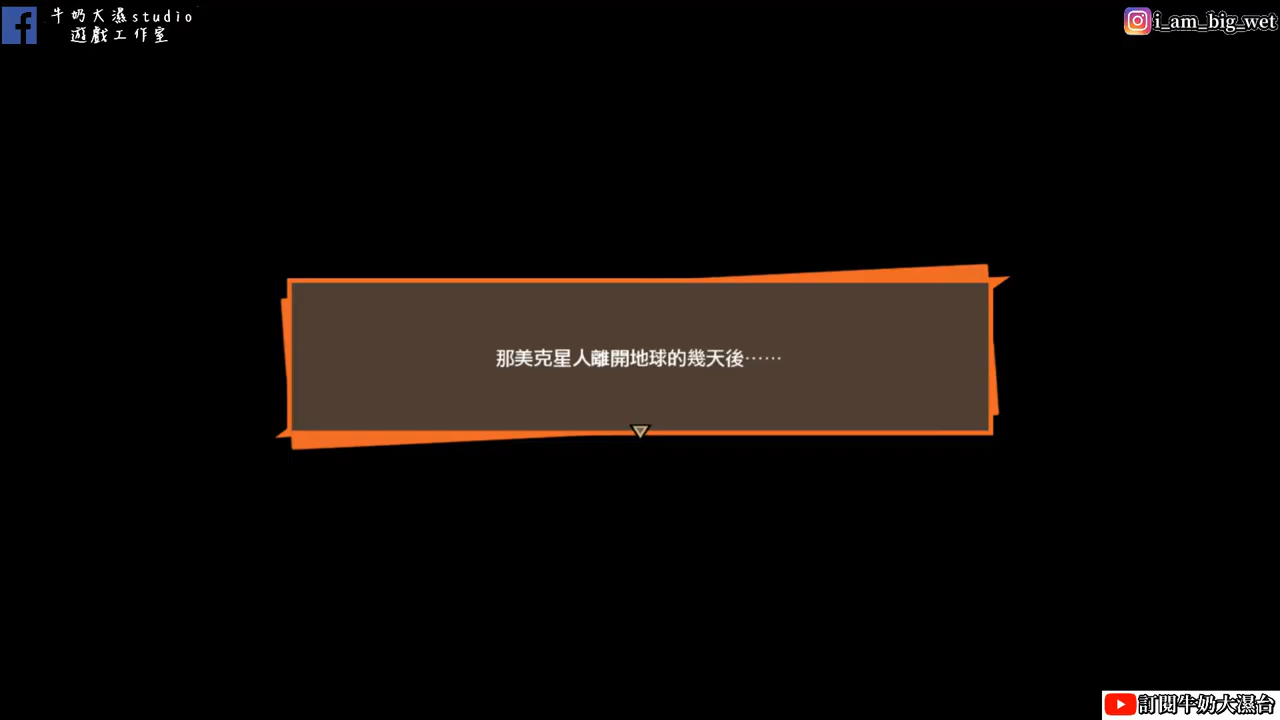 牛奶大濕studio
遊戲工作室
i_am_big_wet
那美克星人離開地球的幾天後……
訂閱牛奶大濕台